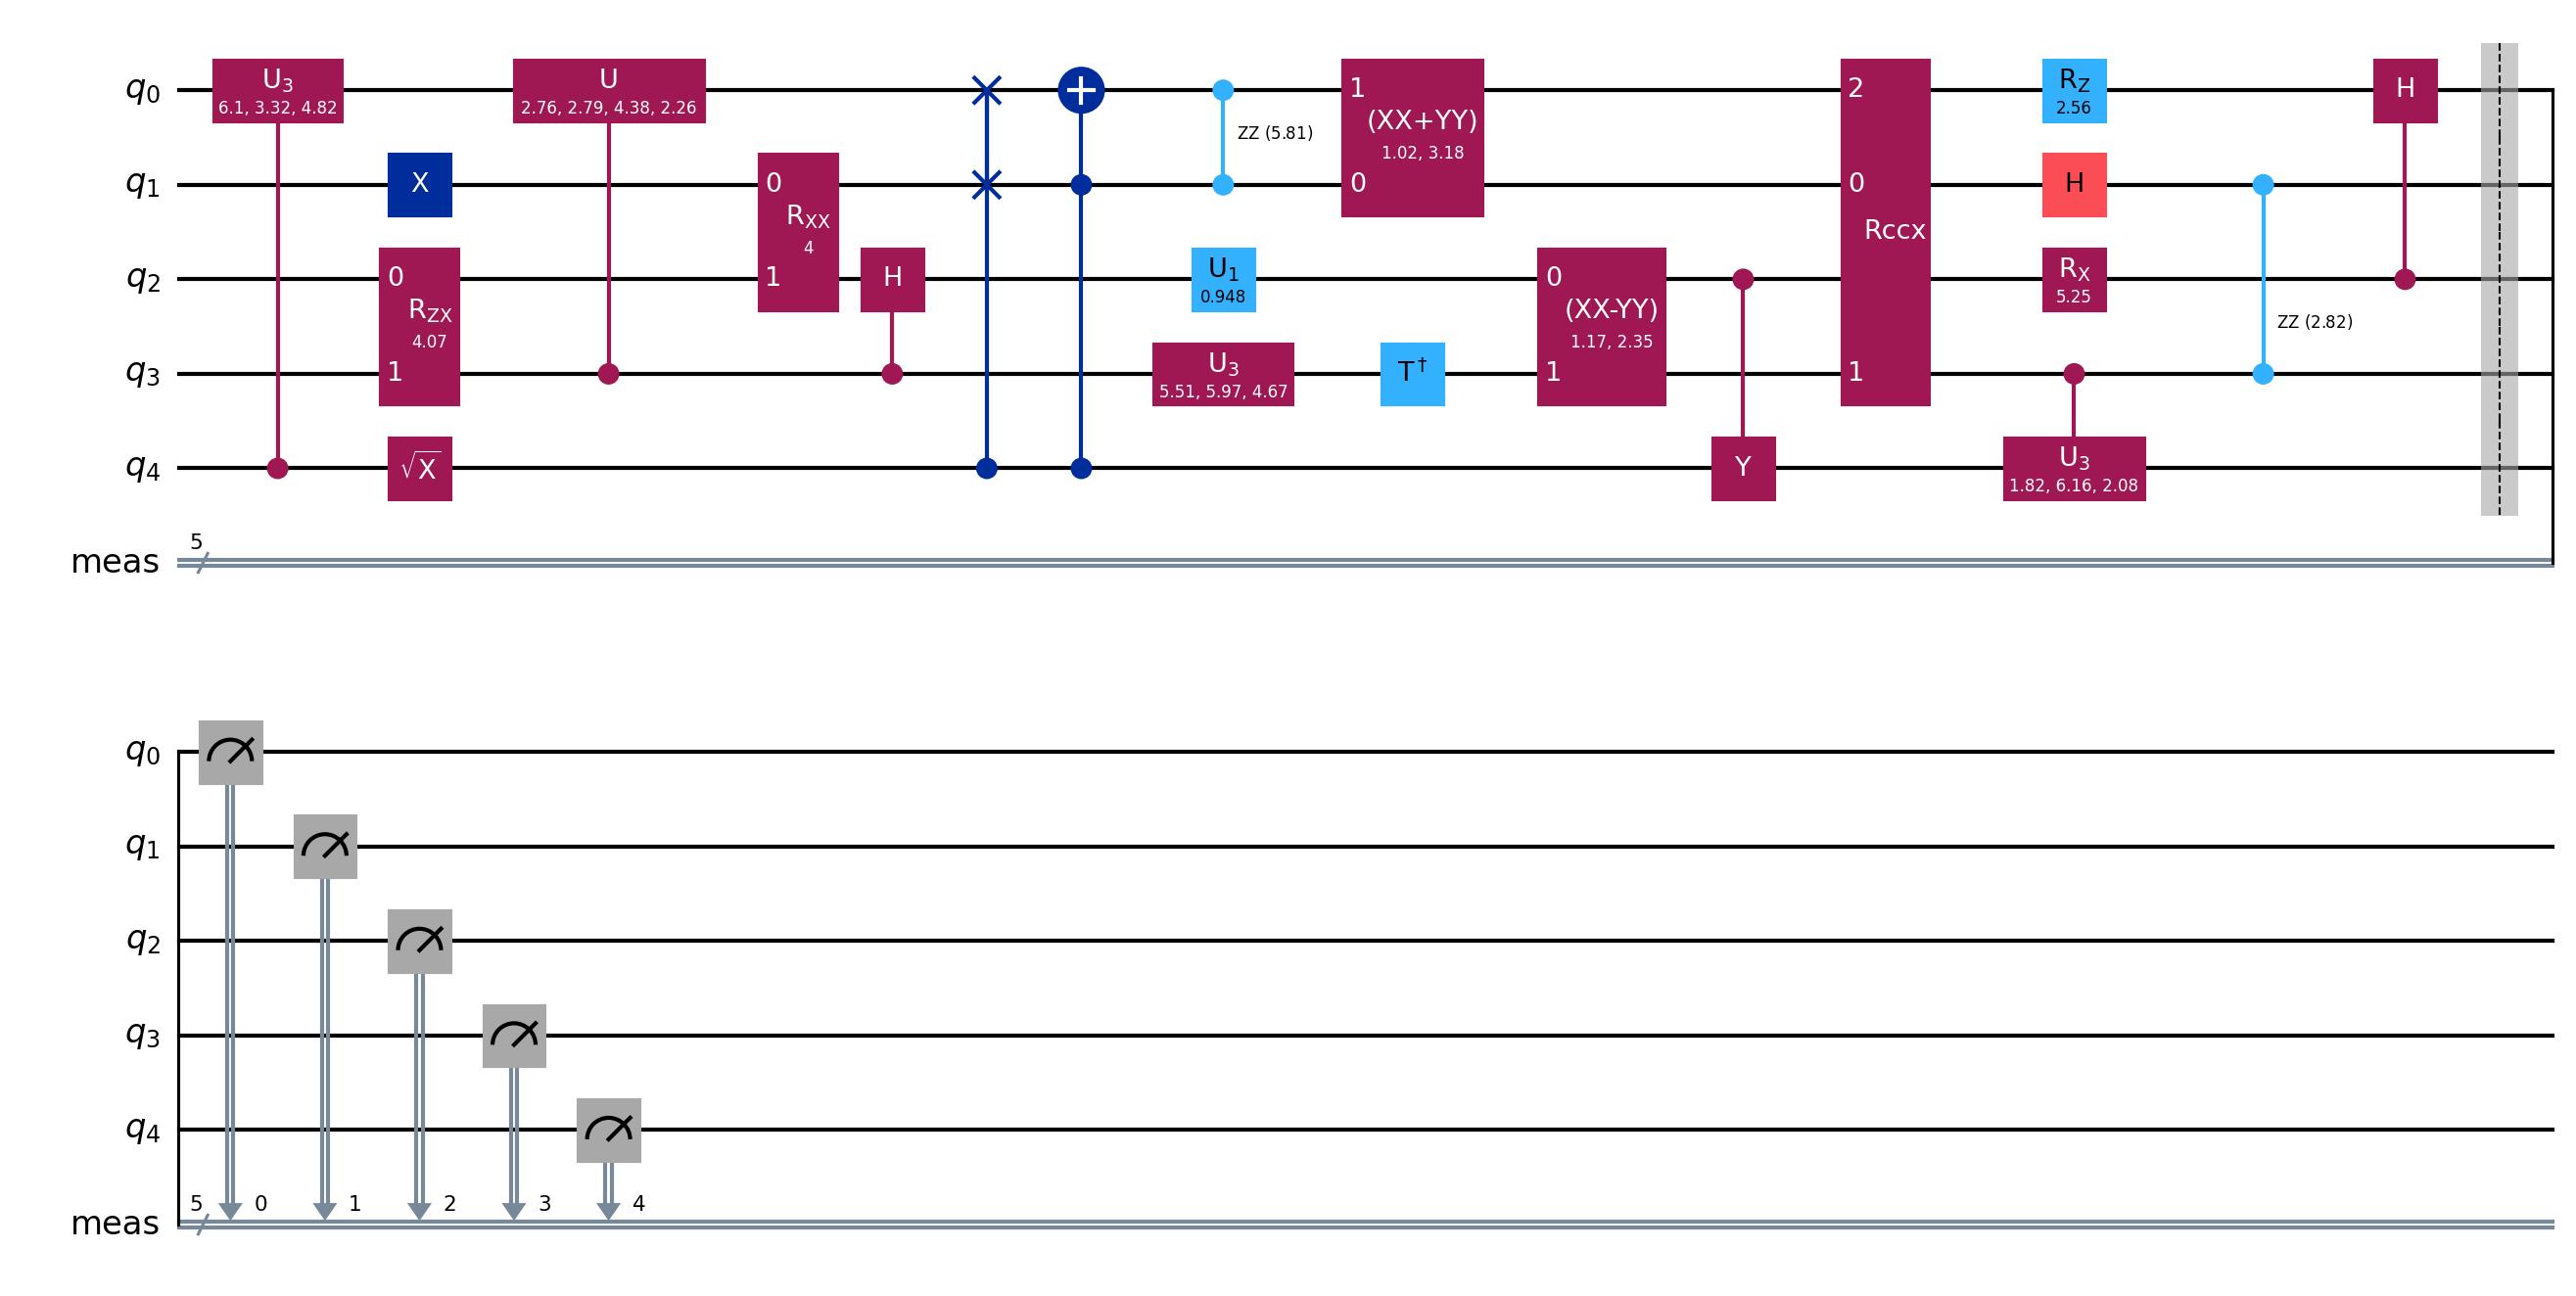 q0 U3 6.1, 3.32, 4.82 U 2.76, 2.79, 4.38, 2.26 ZZ (5.81) 1 (XX+YY) 1.02, 3.18 0 2 0 Rccx 1 RZ 2.56 H
q1 X 0 RXX 4 1 H
q2 0 RZX 4.07 1 H U1 0.948 0 (XX-YY) 1.17, 2.35 1 RX 5.25 ZZ (2.82)
q3 U3 5.51, 5.97, 4.67 T†
q4 √X Y U3 1.82, 6.16, 2.08
meas 5
q0
q1
q2
q3
q4
meas 5 0 1 2 3 4